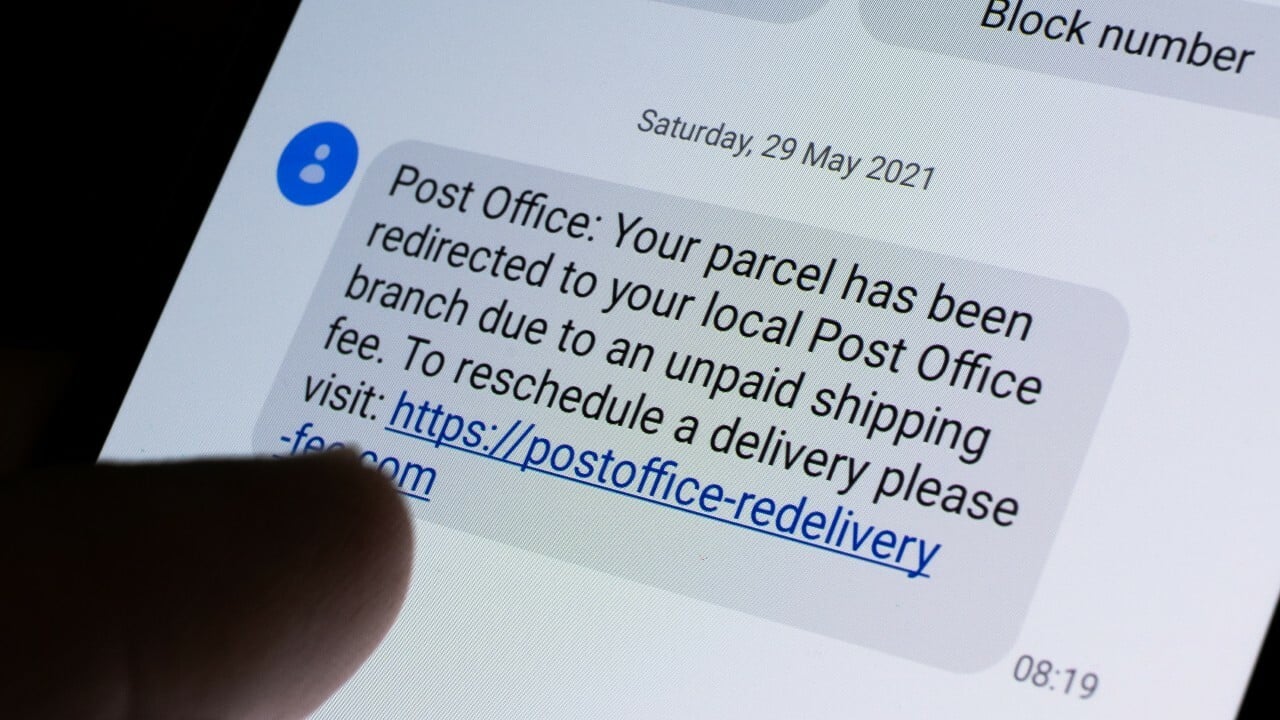 Block number
Saturday, 29 May 2021
Post Office: Your parcel has been
redirected to your local Post Office
branch due to an unpaid shipping
fee. To reschedule a delivery please
visit: https://postoffice-redelivery
-fee.com
08:19